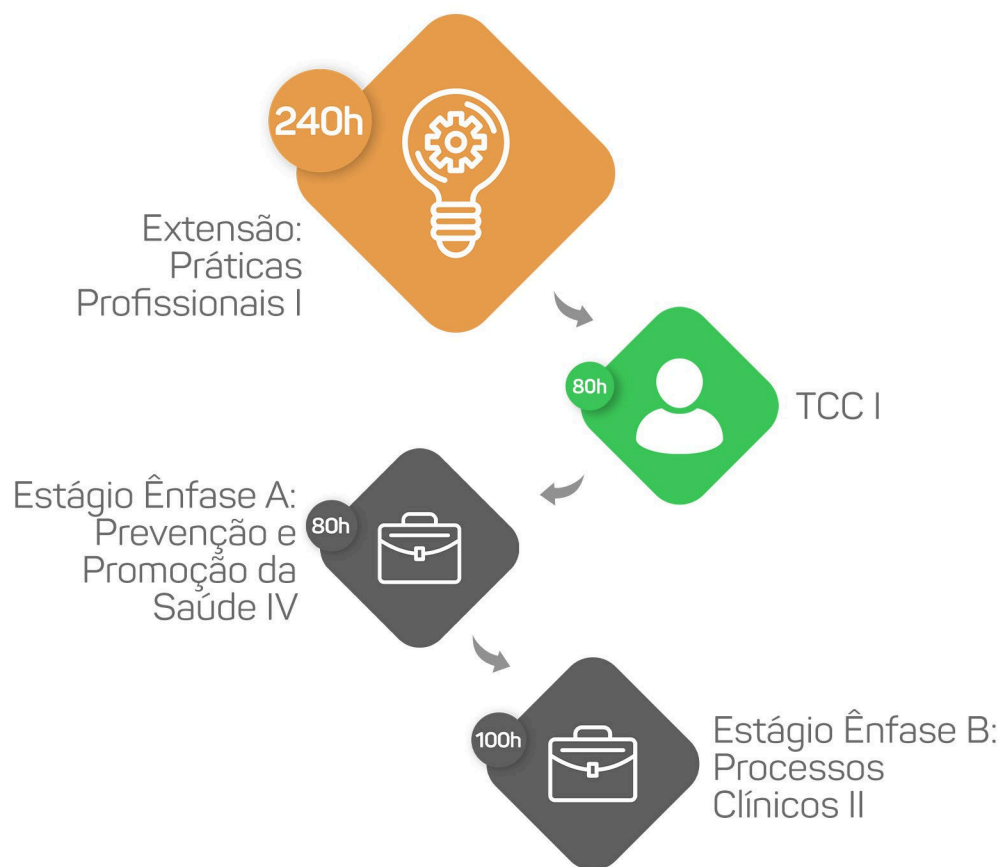 240h
Extensão:
Práticas
Profissionais I
80h
TCC I
Estágio Ênfase A:
Prevenção e
Promoção da
Saúde IV
80h
100h
Estágio Ênfase B:
Processos
Clínicos II